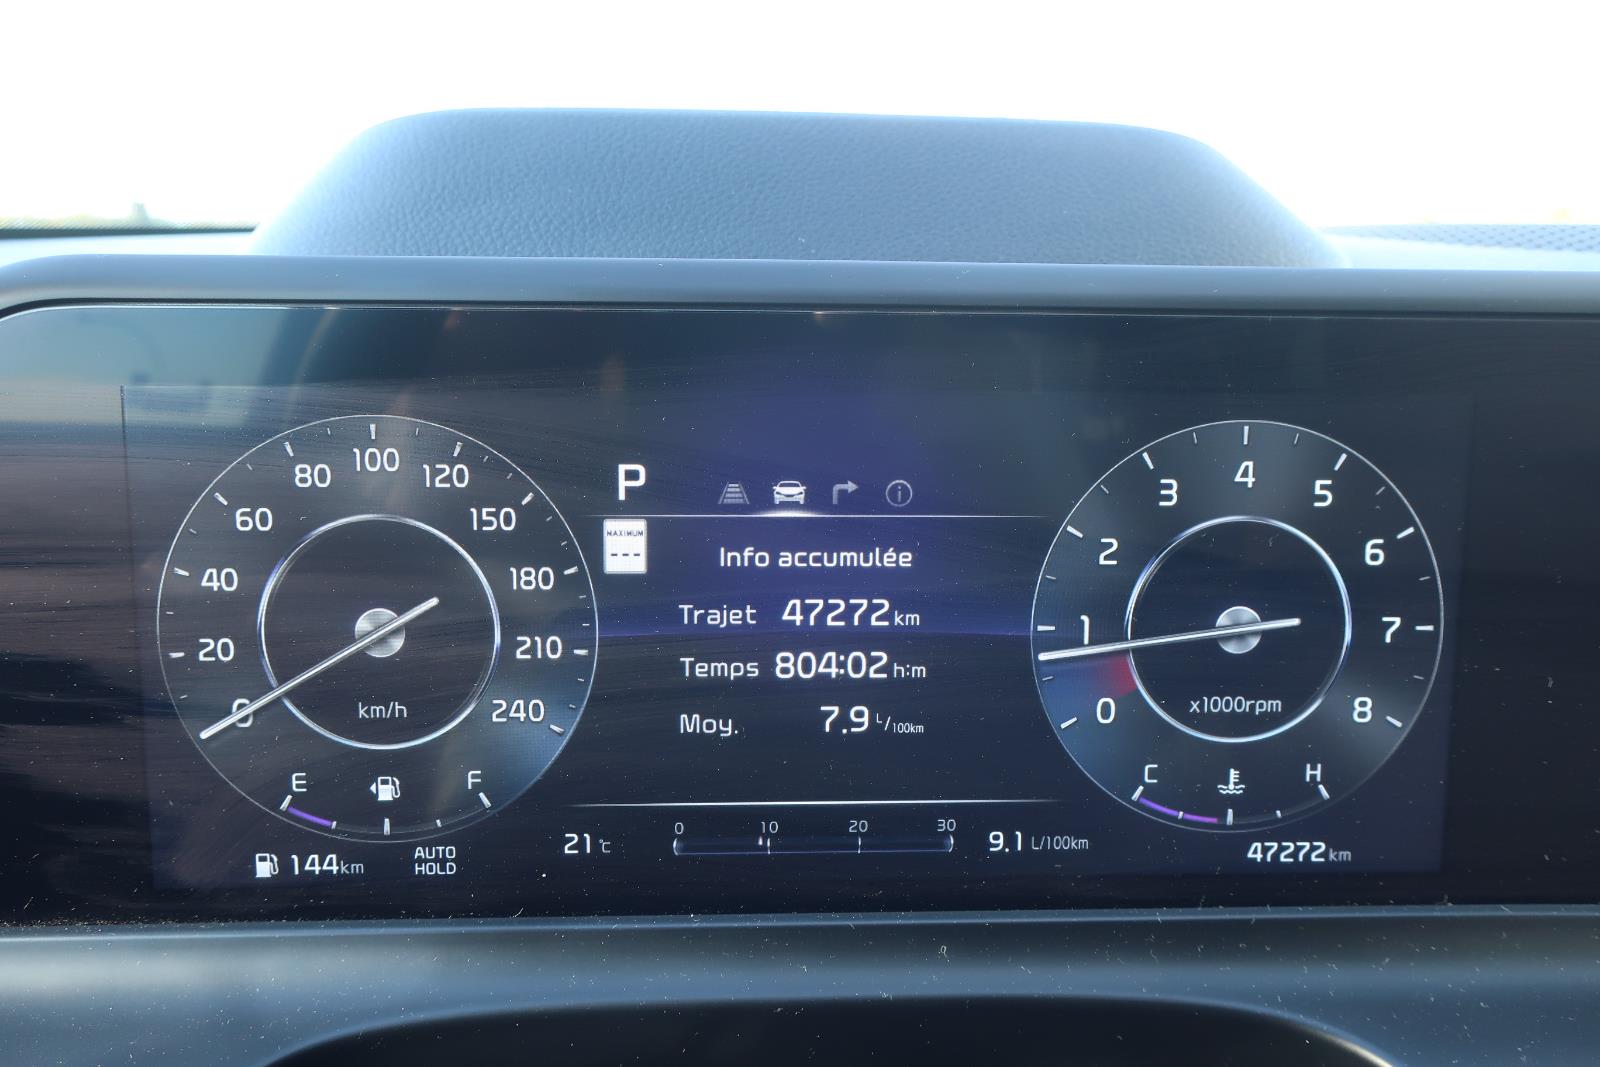 P
MAXIMUM
---
Info accumulée
Trajet 47272 km
Temps 804:02 h:m
Moy. 7.9 L/100km
0 20 40 60 80 100 120 150 180 210 240
km/h
E F
144km
AUTO
HOLD
21°C
0 10 20 30
9.1 L/100km
0 1 2 3 4 5 6 7 8
x1000rpm
C H
47272km